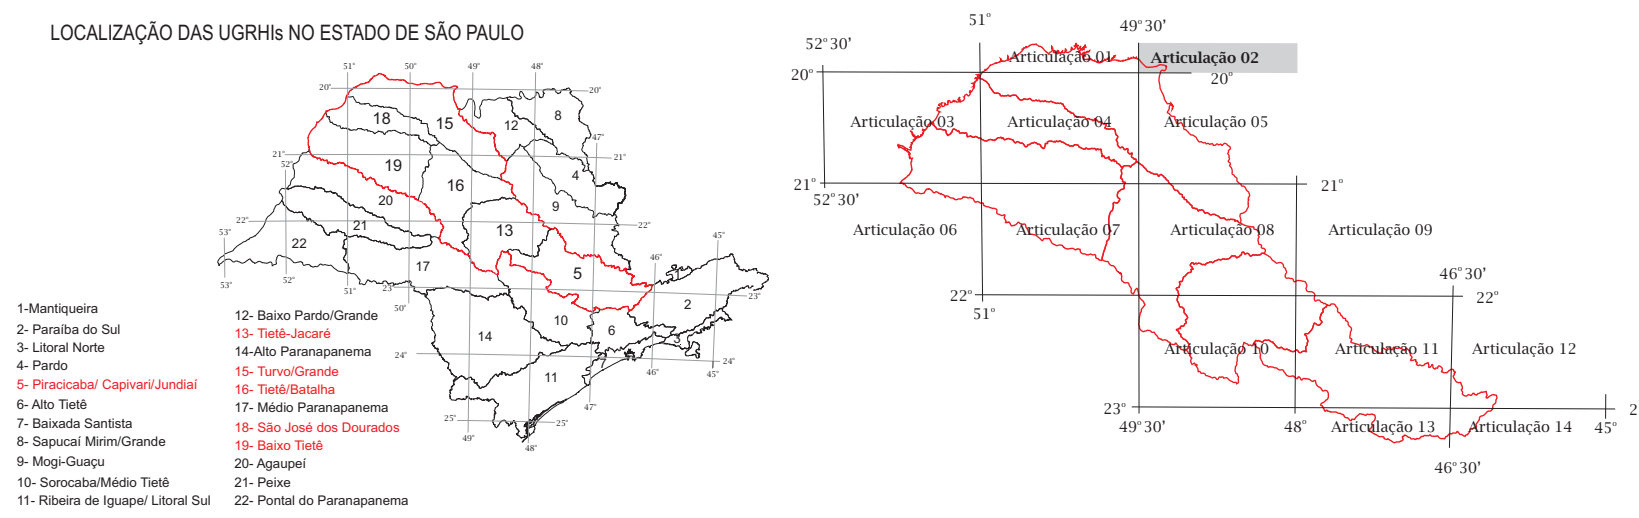 LOCALIZAÇÃO DAS UGRHIs NO ESTADO DE SÃO PAULO
51°
50°
49°
48°
20°
20°
18
15
12
8
47°
21°
21°
52°
19
16
4
20
9
22°
22°
21
53°
22
13
45°
17
5
46°
1
53°
52°
51°
23°
23°
50°
2
10
6
3
14
7
24°
24°
46°
45°
11
47°
25°
25°
49°
48°
1-Mantiqueira
2- Paraíba do Sul
3- Litoral Norte
4- Pardo
5- Piracicaba/ Capivari/Jundiaí
6- Alto Tietê
7- Baixada Santista
8- Sapucaí Mirim/Grande
9- Mogi-Guaçu
10- Sorocaba/Médio Tietê
11- Ribeira de Iguape/ Litoral Sul
12- Baixo Pardo/Grande
13- Tietê-Jacaré
14-Alto Paranapanema
15- Turvo/Grande
16- Tietê/Batalha
17- Médio Paranapanema
18- São José dos Dourados
19- Baixo Tietê
20- Agaupeí
21- Peixe
22- Pontal do Paranapanema
51°
49°30’
52°30’
Articulação 01
Articulação 02
20°
20°
Articulação 03
Articulação 04
Articulação 05
21°
21°
52°30’
Articulação 06
Articulação 07
Articulação 08
Articulação 09
46°30’
22°
22°
51°
Articulação 10
Articulação 11
Articulação 12
23°
2
49°30’
48°
Articulação 13
Articulação 14
45°
46°30’